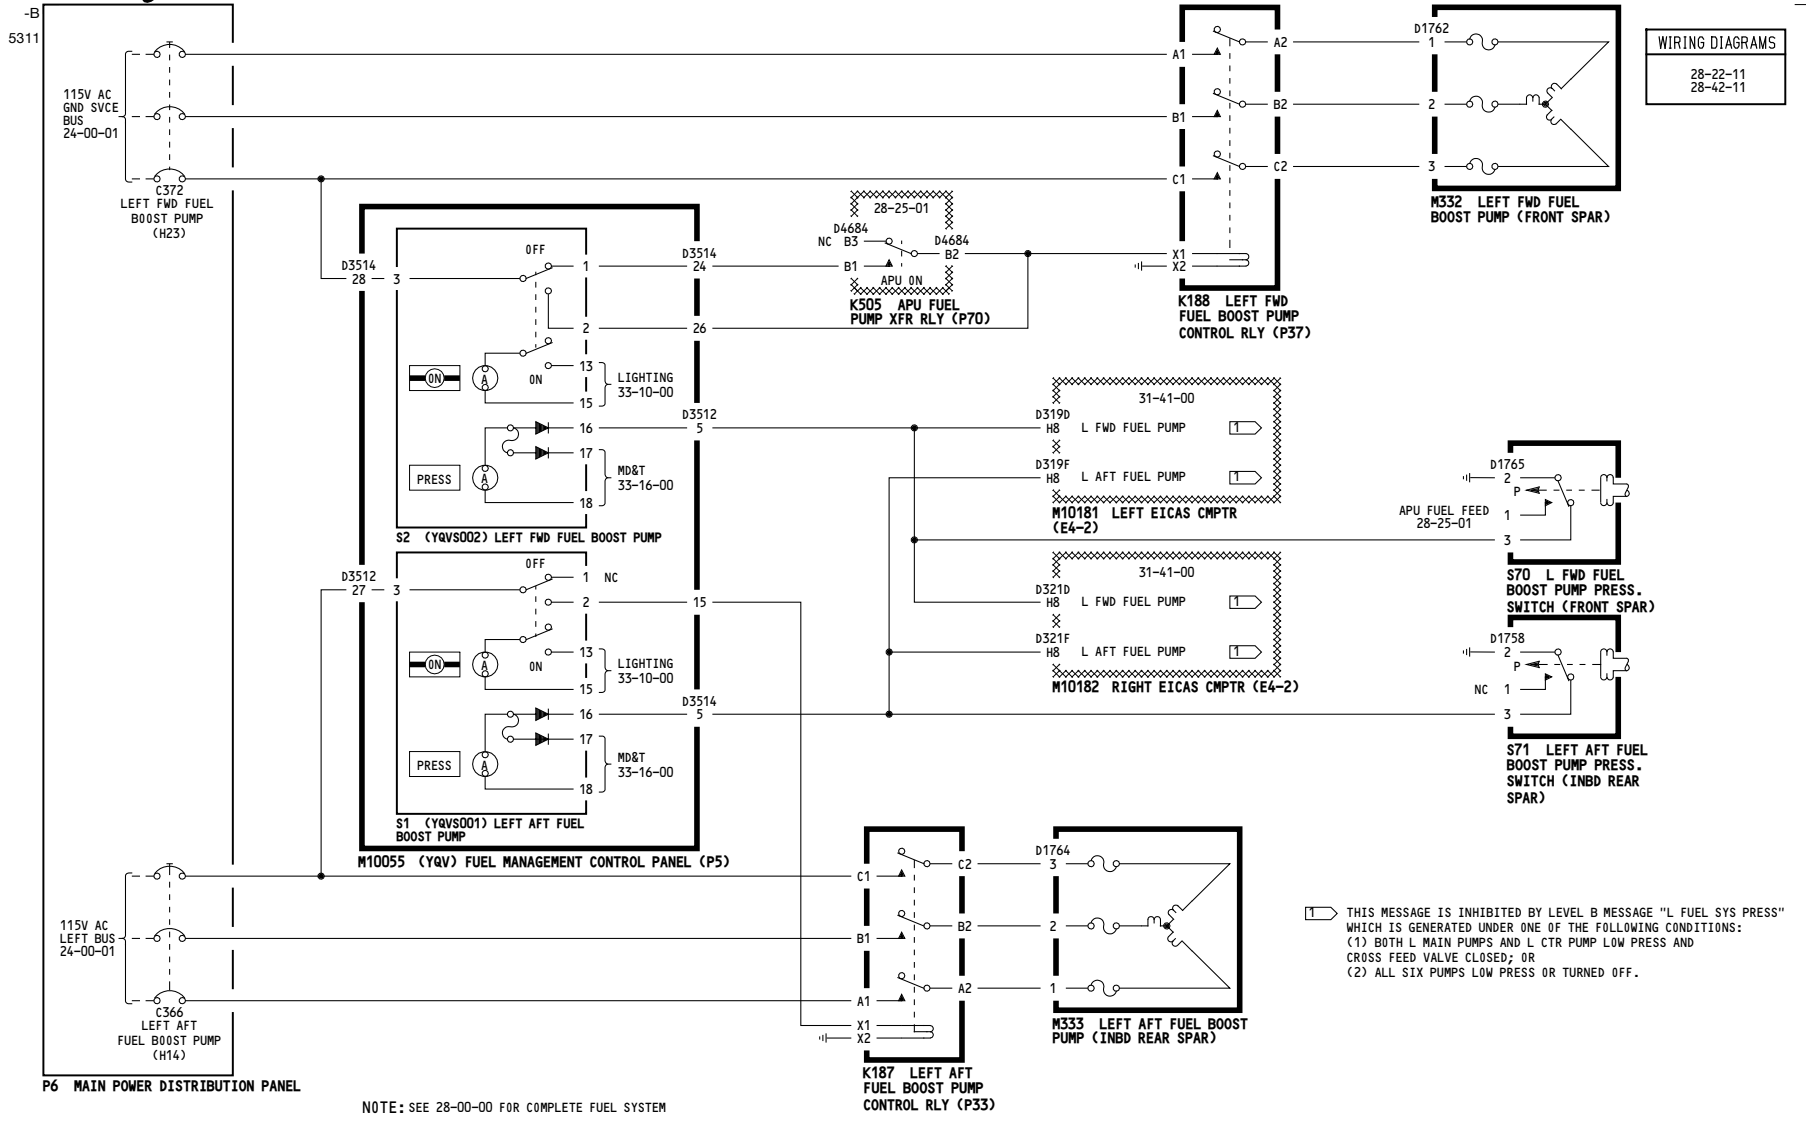 -B
5311
115V AC
GND SVCE
BUS
24-00-01
C372
LEFT FWD FUEL
BOOST PUMP
(H23)
115V AC
LEFT BUS
24-00-01
C366
LEFT AFT
FUEL BOOST PUMP
(H14)
P6 MAIN POWER DISTRIBUTION PANEL
D3514
28
3
OFF
1
2
ON
A
ON
13
15
LIGHTING
33-10-00
PRESS
A
16
17
18
MD&T
33-16-00
S2 (YQVS002) LEFT FWD FUEL BOOST PUMP
D3514
24
26
D3512
5
D3512
27
3
OFF
1 NC
2
ON
A
ON
13
15
LIGHTING
33-10-00
PRESS
A
16
17
18
MD&T
33-16-00
S1 (YQVS001) LEFT AFT FUEL
BOOST PUMP
15
D3514
5
M10055 (YQV) FUEL MANAGEMENT CONTROL PANEL (P5)
28-25-01
D4684
NC B3
B1
D4684
B2
APU ON
K505 APU FUEL
PUMP XFR RLY (P70)
A1
B1
C1
A2
B2
C2
X1
X2
K188 LEFT FWD
FUEL BOOST PUMP
CONTROL RLY (P37)
D1762
1
2
3
M332 LEFT FWD FUEL
BOOST PUMP (FRONT SPAR)
WIRING DIAGRAMS
28-22-11
28-42-11
31-41-00
D319D
H8 L FWD FUEL PUMP 1
D319F
H8 L AFT FUEL PUMP 1
M10181 LEFT EICAS CMPTR
(E4-2)
31-41-00
D321D
H8 L FWD FUEL PUMP 1
D321F
H8 L AFT FUEL PUMP 1
M10182 RIGHT EICAS CMPTR (E4-2)
D1765
2
P
APU FUEL FEED
28-25-01
1
3
S70 L FWD FUEL
BOOST PUMP PRESS.
SWITCH (FRONT SPAR)
D1758
2
P
NC 1
3
S71 LEFT AFT FUEL
BOOST PUMP PRESS.
SWITCH (INBD REAR
SPAR)
C1
B1
A1
C2
B2
A2
X1
X2
K187 LEFT AFT
FUEL BOOST PUMP
CONTROL RLY (P33)
D1764
3
2
1
M333 LEFT AFT FUEL BOOST
PUMP (INBD REAR SPAR)
1 THIS MESSAGE IS INHIBITED BY LEVEL B MESSAGE "L FUEL SYS PRESS"
WHICH IS GENERATED UNDER ONE OF THE FOLLOWING CONDITIONS:
(1) BOTH L MAIN PUMPS AND L CTR PUMP LOW PRESS AND
CROSS FEED VALVE CLOSED; OR
(2) ALL SIX PUMPS LOW PRESS OR TURNED OFF.
NOTE: SEE 28-00-00 FOR COMPLETE FUEL SYSTEM